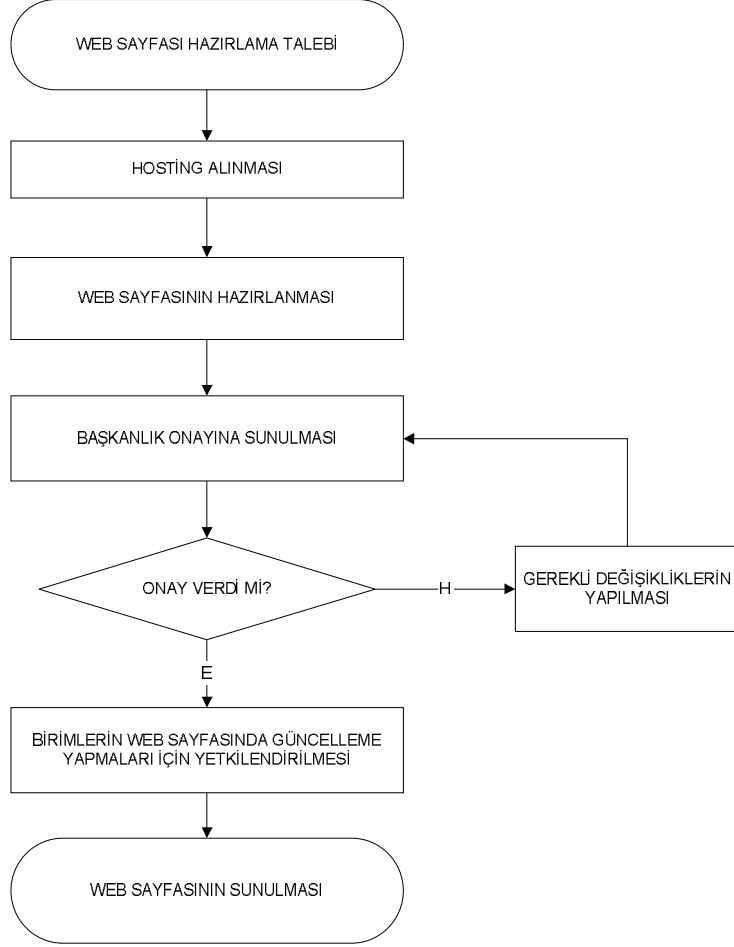 WEB SAYFASI HAZIRLAMA TALEBİ
HOSTİNG ALINMASI
WEB SAYFASININ HAZIRLANMASI
BAŞKANLIK ONAYINA SUNULMASI
ONAY VERDİ Mİ?
H
GEREKLİ DEĞİŞİKLİKLERİN
YAPILMASI
E
BİRİMLERİN WEB SAYFASINDA GÜNCELLEME
YAPMALARI İÇİN YETKİLENDİRİLMESİ
WEB SAYFASININ SUNULMASI